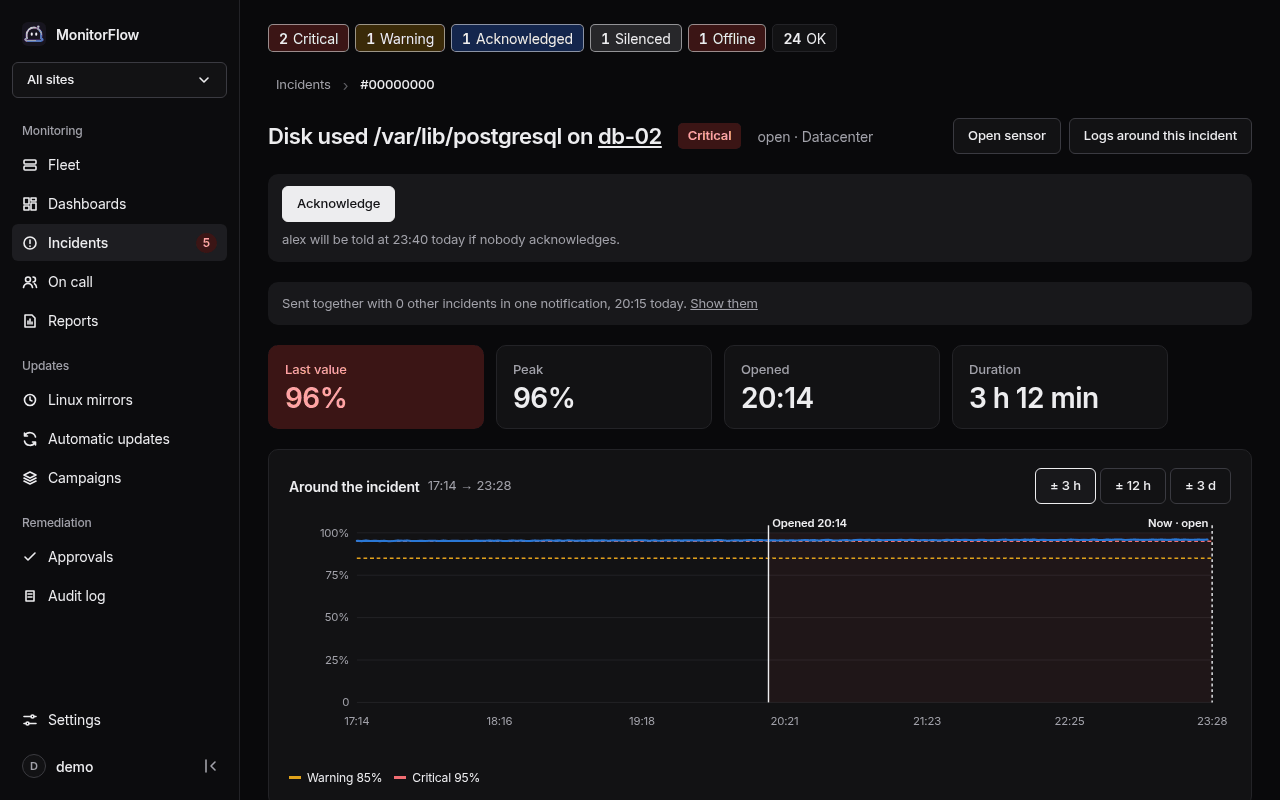 MonitorFlow
All sites
Monitoring
Fleet
Dashboards
Incidents 5
On call
Reports
Updates
Linux mirrors
Automatic updates
Campaigns
Remediation
Approvals
Audit log
Settings
D demo
2 Critical 1 Warning 1 Acknowledged 1 Silenced 1 Offline 24 OK
Incidents › #00000000
Disk used /var/lib/postgresql on db-02 Critical open · Datacenter Open sensor Logs around this incident
Acknowledge
alex will be told at 23:40 today if nobody acknowledges.
Sent together with 0 other incidents in one notification, 20:15 today. Show them
Last value Peak Opened Duration
96% 96% 20:14 3 h 12 min
Around the incident 17:14 → 23:28 ± 3 h ± 12 h ± 3 d
Opened 20:14 Now · open
100%
75%
50%
25%
0
17:14 18:16 19:18 20:21 21:23 22:25 23:28
Warning 85% Critical 95%